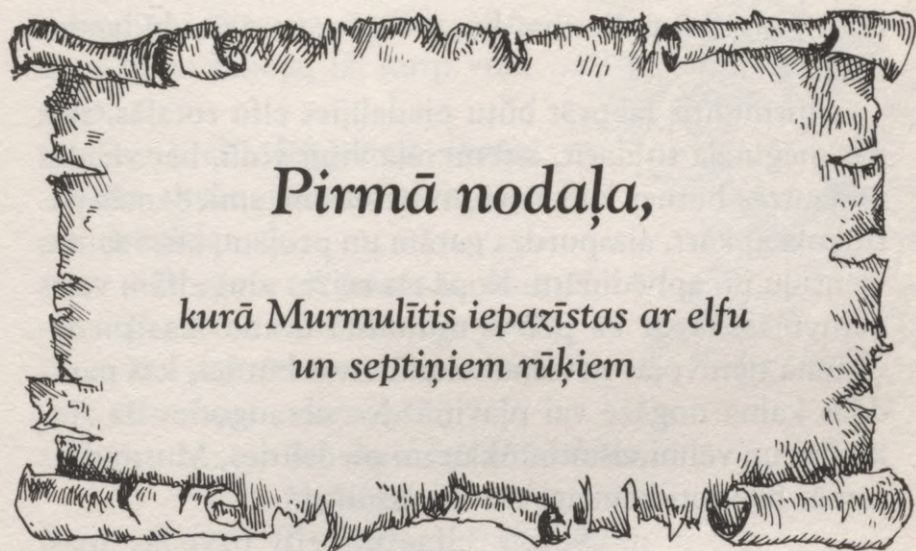 Pirmā nodaļa,
kurā Murmulītis iepazīstas ar elfu
un septiņiem rūķiem